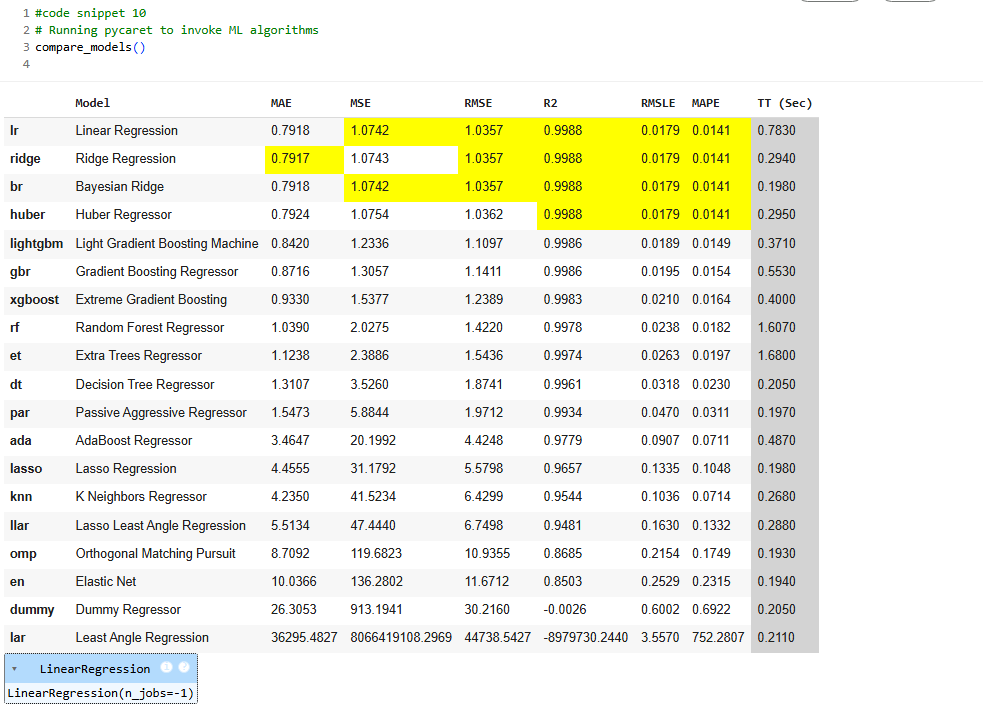 1 #code snippet 10
2 # Running pycaret to invoke ML algorithms
3 compare_models()
4
Model MAE MSE RMSE R2 RMSLE MAPE TT (Sec)
lr Linear Regression 0.7918 1.0742 1.0357 0.9988 0.0179 0.0141 0.7830
ridge Ridge Regression 0.7917 1.0743 1.0357 0.9988 0.0179 0.0141 0.2940
br Bayesian Ridge 0.7918 1.0742 1.0357 0.9988 0.0179 0.0141 0.1980
huber Huber Regressor 0.7924 1.0754 1.0362 0.9988 0.0179 0.0141 0.2950
lightgbm Light Gradient Boosting Machine 0.8420 1.2336 1.1097 0.9986 0.0189 0.0149 0.3710
gbr Gradient Boosting Regressor 0.8716 1.3057 1.1411 0.9986 0.0195 0.0154 0.5530
xgboost Extreme Gradient Boosting 0.9330 1.5377 1.2389 0.9983 0.0210 0.0164 0.4000
rf Random Forest Regressor 1.0390 2.0275 1.4220 0.9978 0.0238 0.0182 1.6070
et Extra Trees Regressor 1.1238 2.3886 1.5436 0.9974 0.0263 0.0197 1.6800
dt Decision Tree Regressor 1.3107 3.5260 1.8741 0.9961 0.0318 0.0230 0.2050
par Passive Aggressive Regressor 1.5473 5.8844 1.9712 0.9934 0.0470 0.0311 0.1970
ada AdaBoost Regressor 3.4647 20.1992 4.4248 0.9779 0.0907 0.0711 0.4870
lasso Lasso Regression 4.4555 31.1792 5.5798 0.9657 0.1335 0.1048 0.1980
knn K Neighbors Regressor 4.2350 41.5234 6.4299 0.9544 0.1036 0.0714 0.2680
llar Lasso Least Angle Regression 5.5134 47.4440 6.7498 0.9481 0.1630 0.1332 0.2880
omp Orthogonal Matching Pursuit 8.7092 119.6823 10.9355 0.8685 0.2154 0.1749 0.1930
en Elastic Net 10.0366 136.2802 11.6712 0.8503 0.2529 0.2315 0.1940
dummy Dummy Regressor 26.3053 913.1941 30.2160 -0.0026 0.6002 0.6922 0.2050
lar Least Angle Regression 36295.4827 8066419108.2969 44738.5427 -8979730.2440 3.5570 752.2807 0.2110
LinearRegression
LinearRegression(n_jobs=-1)